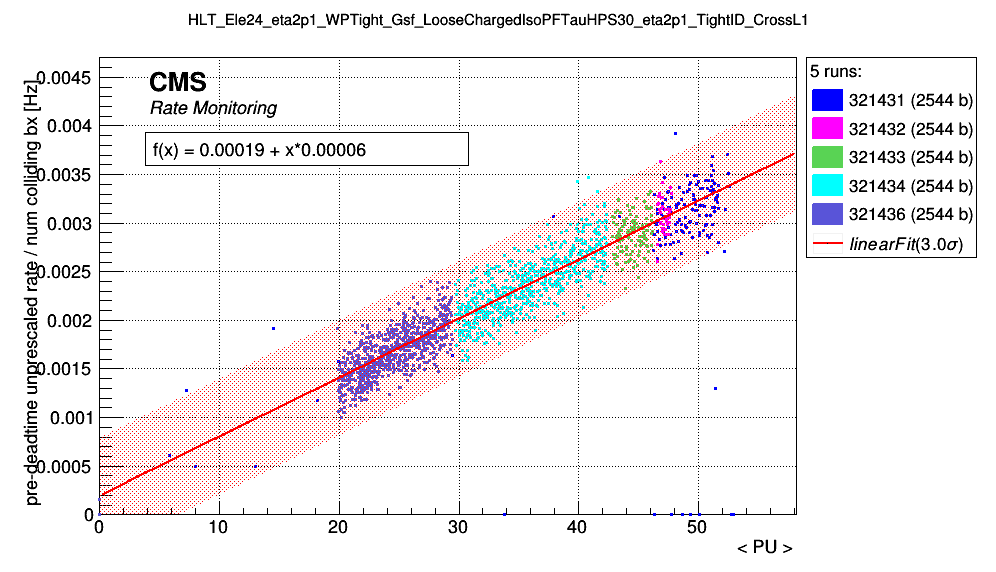 HLT_Ele24_eta2p1_WPTight_Gsf_LooseChargedIsoPFTauHPS30_eta2p1_TightID_CrossL1
CMS
Rate Monitoring
f(x) = 0.00019 + x*0.00006
pre-deadtime unprescaled rate / num colliding bx [Hz]
0.0045
0.004
0.0035
0.003
0.0025
0.002
0.0015
0.001
0.0005
0
0 10 20 30 40 50
< PU >
5 runs:
321431 (2544 b)
321432 (2544 b)
321433 (2544 b)
321434 (2544 b)
321436 (2544 b)
linearFit(3.0σ)